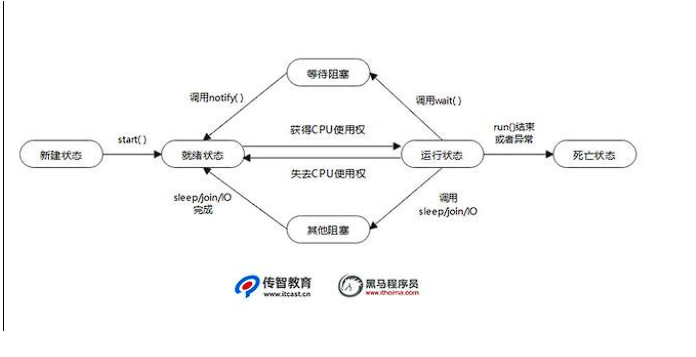 等待阻塞
调用notify( )
调用wait( )
新建状态
start( )
就绪状态
获得CPU使用权
失去CPU使用权
运行状态
run()结束
或者异常
死亡状态
sleep/join/IO
完成
调用
sleep/join/IO
其他阻塞
传智教育
www.itcast.cn
黑马程序员
www.itheima.com